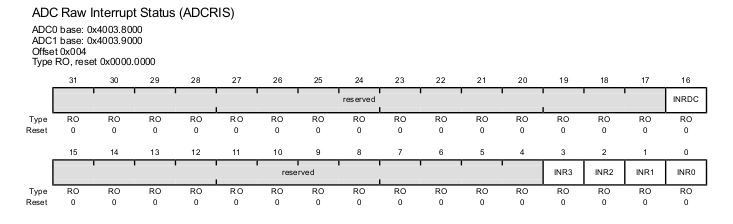 ADC Raw Interrupt Status (ADCRIS)
ADC0 base: 0x4003.8000
ADC1 base: 0x4003.9000
Offset 0x004
Type RO, reset 0x0000.0000
31 30 29 28 27 26 25 24 23 22 21 20 19 18 17 16
reserved INRDC
Type RO RO RO RO RO RO RO RO RO RO RO RO RO RO RO RO
Reset 0 0 0 0 0 0 0 0 0 0 0 0 0 0 0 0
15 14 13 12 11 10 9 8 7 6 5 4 3 2 1 0
reserved INR3 INR2 INR1 INR0
Type RO RO RO RO RO RO RO RO RO RO RO RO RO RO RO RO
Reset 0 0 0 0 0 0 0 0 0 0 0 0 0 0 0 0